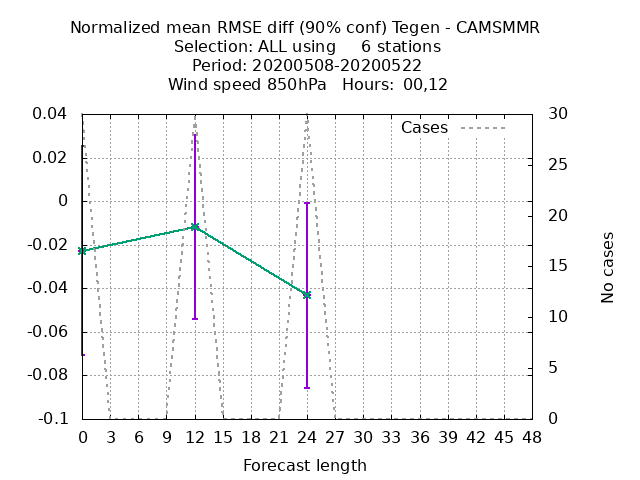 Normalized mean RMSE diff (90% conf) Tegen - CAMSMMR
Selection: ALL using 6 stations
Period: 20200508-20200522
Wind speed 850hPa Hours: 00,12
Cases
0.04
0.02
0
-0.02
-0.04
-0.06
-0.08
-0.1
30
25
20
15
10
5
0
No cases
0 3 6 9 12 15 18 21 24 27 30 33 36 39 42 45 48
Forecast length